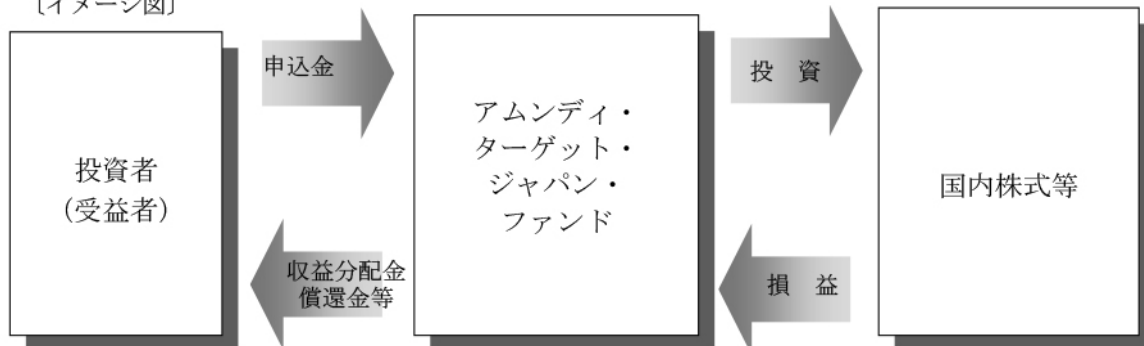 〔イメージ図〕
申込金
投　資
投資者
（受益者）
アムンディ・
ターゲット・
ジャパン・
ファンド
国内株式等
収益分配金
償還金等
損　益